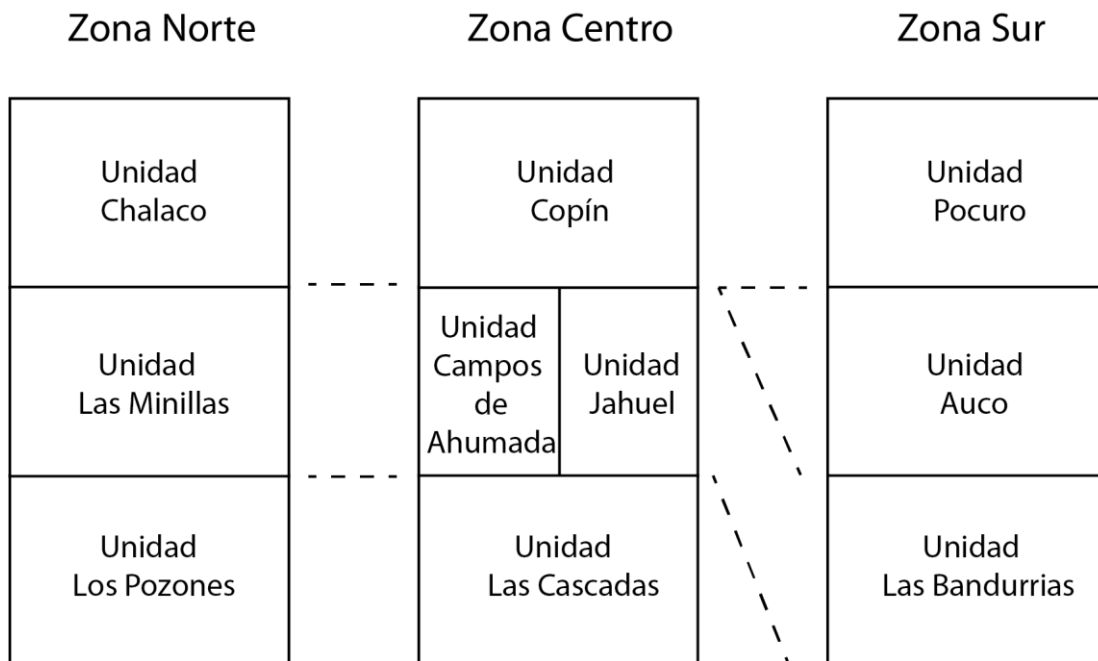 Zona Norte
Zona Centro
Zona Sur
Unidad
Chalaco
Unidad
Copín
Unidad
Pocuro
Unidad
Las Minillas
Unidad
Campos
de
Ahumada
Unidad
Jahuel
Unidad
Auco
Unidad
Los Pozones
Unidad
Las Cascadas
Unidad
Las Bandurrias